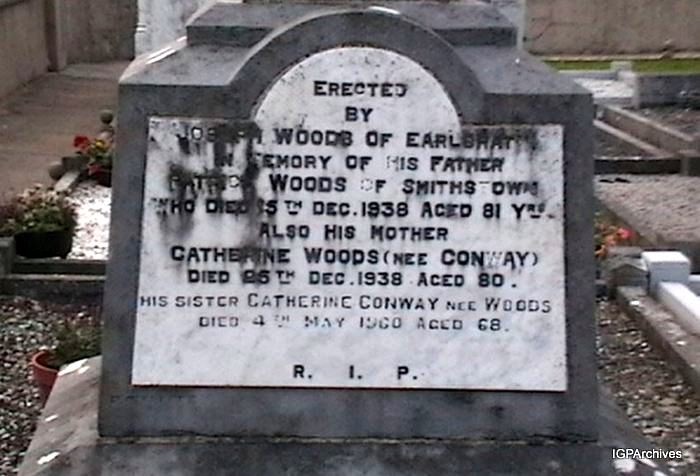 ERECTED
BY
JOSEPH WOODS OF EARLSRATH
IN MEMORY OF HIS FATHER
PATRICK WOODS OF SMITHSTOWN
WHO DIED 15TH DEC. 1938 AGED 81 YRS.
ALSO HIS MOTHER
CATHERINE WOODS (NEE CONWAY)
DIED 25TH DEC. 1938 AGED 80.
HIS SISTER CATHERINE CONWAY NEE WOODS
DIED 4TH MAY 1960 AGED 68.
R. I. P.
IGPArchives